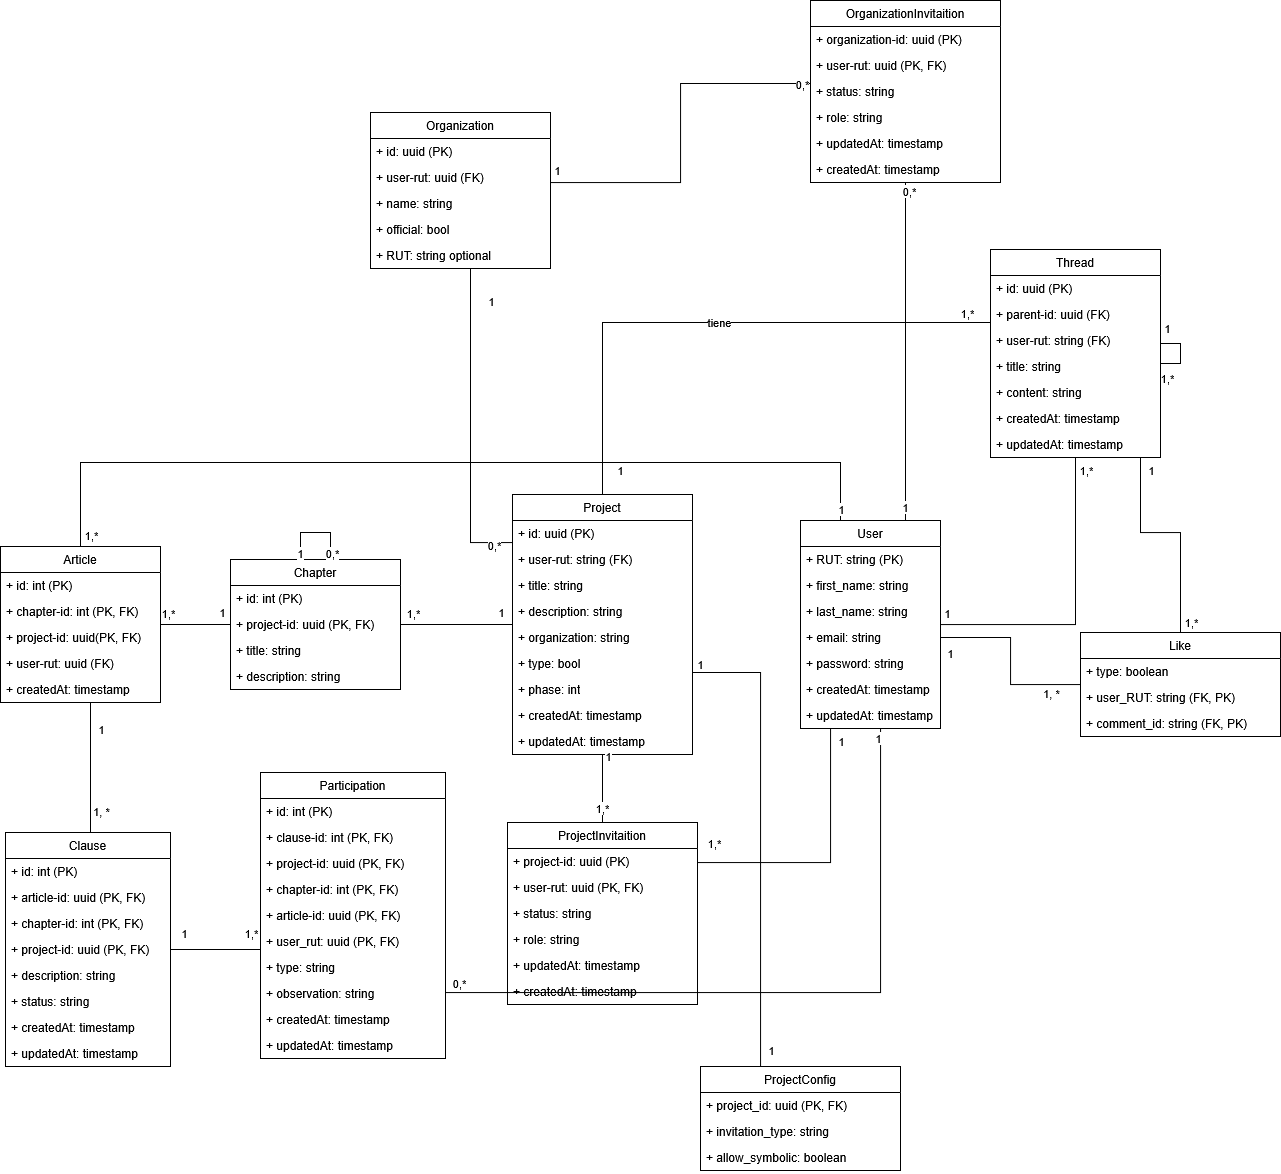 OrganizationInvitaition
+ organization-id: uuid (PK)
+ user-rut: uuid (PK, FK)
+ status: string
+ role: string
+ updatedAt: timestamp
+ createdAt: timestamp
0,*
0,*
Organization
+ id: uuid (PK)
+ user-rut: uuid (FK)
+ name: string
+ official: bool
+ RUT: string optional
1
1
Thread
+ id: uuid (PK)
+ parent-id: uuid (FK)
+ user-rut: string (FK)
+ title: string
+ content: string
+ createdAt: timestamp
+ updatedAt: timestamp
1
1,*
tiene
1,*
1
1,*
1
1
1
1,*
0,*
Article
+ id: int (PK)
+ chapter-id: int (PK, FK)
+ project-id: uuid(PK, FK)
+ user-rut: uuid (FK)
+ createdAt: timestamp
1,*
1
1
0,*
Chapter
+ id: int (PK)
+ project-id: uuid (PK, FK)
+ title: string
+ description: string
1,*
1
Project
+ id: uuid (PK)
+ user-rut: string (FK)
+ title: string
+ description: string
+ organization: string
+ type: bool
+ phase: int
+ createdAt: timestamp
+ updatedAt: timestamp
1
User
+ RUT: string (PK)
+ first_name: string
+ last_name: string
+ email: string
+ password: string
+ createdAt: timestamp
+ updatedAt: timestamp
1
1
1, *
1,*
Like
+ type: boolean
+ user_RUT: string (FK, PK)
+ comment_id: string (FK, PK)
1
1
1
1
1,*
1, *
1,*
Clause
+ id: int (PK)
+ article-id: uuid (PK, FK)
+ chapter-id: int (PK, FK)
+ project-id: uuid (PK, FK)
+ description: string
+ status: string
+ createdAt: timestamp
+ updatedAt: timestamp
1
1,*
Participation
+ id: int (PK)
+ clause-id: int (PK, FK)
+ project-id: uuid (PK, FK)
+ chapter-id: int (PK, FK)
+ article-id: uuid (PK, FK)
+ user_rut: uuid (PK, FK)
+ type: string
+ observation: string
+ createdAt: timestamp
+ updatedAt: timestamp
0,*
ProjectInvitaition
+ project-id: uuid (PK)
+ user-rut: uuid (PK, FK)
+ status: string
+ role: string
+ updatedAt: timestamp
+ createdAt: timestamp
1
ProjectConfig
+ project_id: uuid (PK, FK)
+ invitation_type: string
+ allow_symbolic: boolean